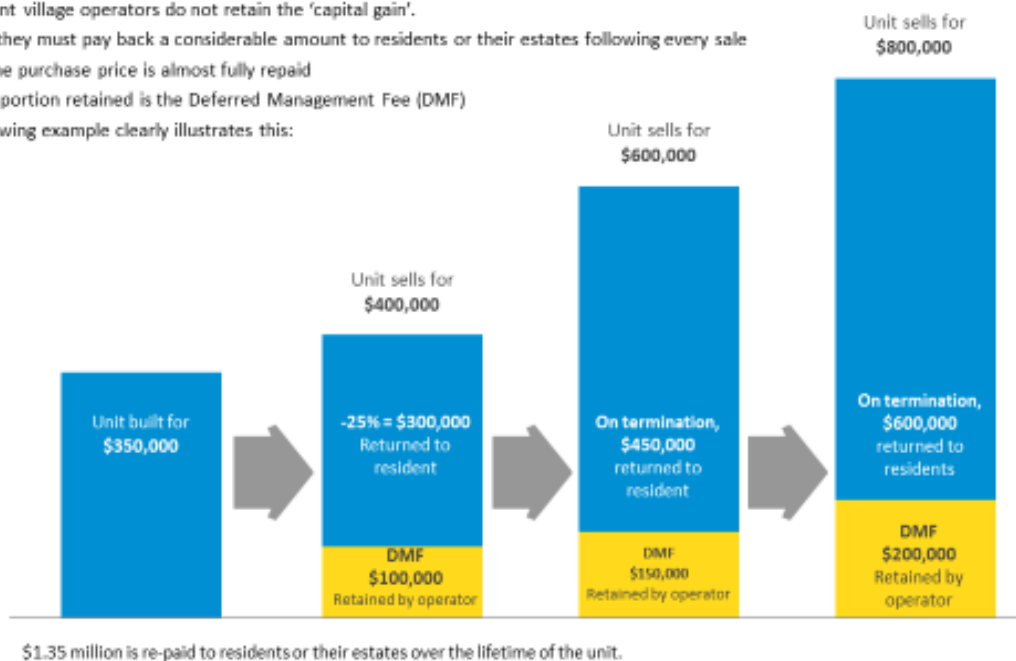 village operators do not retain the 'capital gain'.
they must pay back a considerable amount to residents or their estates following every sale
purchase price is almost fully repaid
portion retained is the Deferred Management Fee (DMF)
example clearly illustrates this:
Unit sells for
$800,000
Unit sells for
$600,000
Unit sells for
$400,000
Unit built for
$350,000
-25% = $300,000
Returned to
resident
DMF
$100,000
Retained by operator
On termination,
$450,000
returned to
resident
DMF
$150,000
Retained by operator
On termination,
$600,000
returned to
residents
DMF
$200,000
Retained by
operator
$1.35 million is re-paid to residents or their estates over the lifetime of the unit.